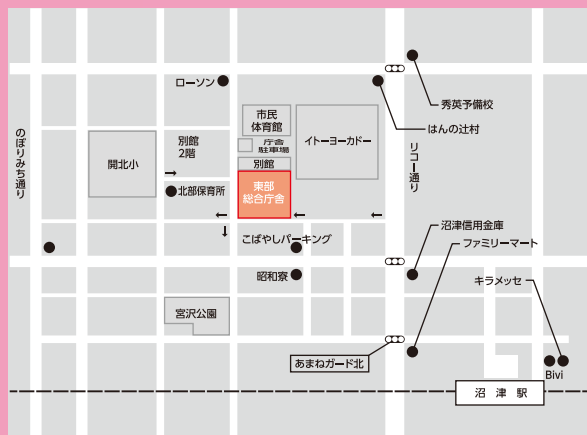 ローソン
秀英予備校
市民
体育館
庁舎
駐車場
イトーヨーカドー
はんの辻村
のぼりみち通り
開北小
別館
2階
別館
リコー通り
北部保育所
東部
総合庁舎
こばやしパーキング
沼津信用金庫
ファミリーマート
昭和寮
キラメッセ
宮沢公園
あまねガード北
Bivi
沼津駅